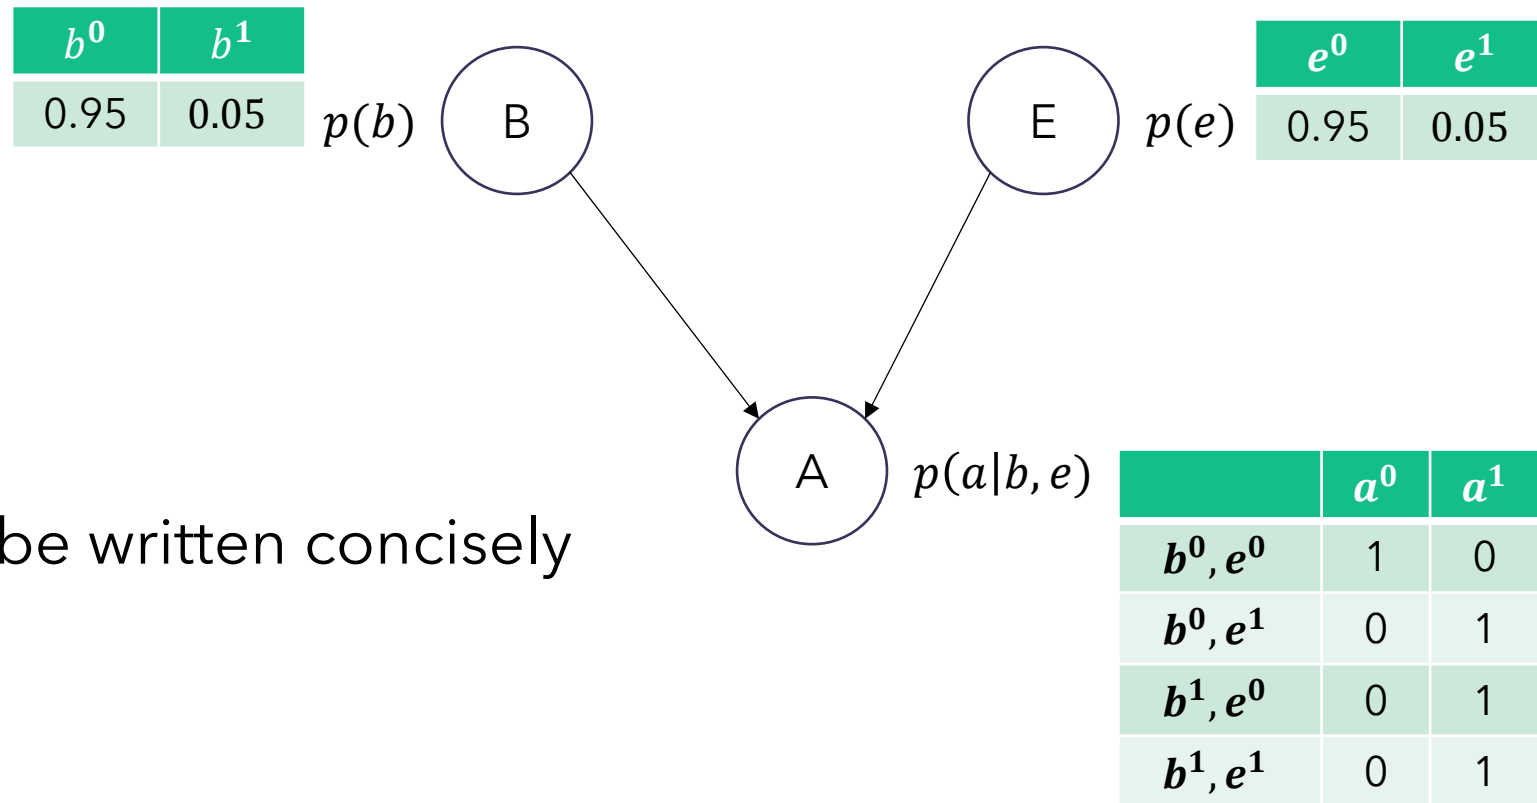 b⁰ b¹
0.95 0.05
p(b)
B
E
p(e)
e⁰ e¹
0.95 0.05
A
p(a|b, e)
a⁰ a¹
b⁰, e⁰ 1 0
b⁰, e¹ 0 1
b¹, e⁰ 0 1
b¹, e¹ 0 1
be written concisely